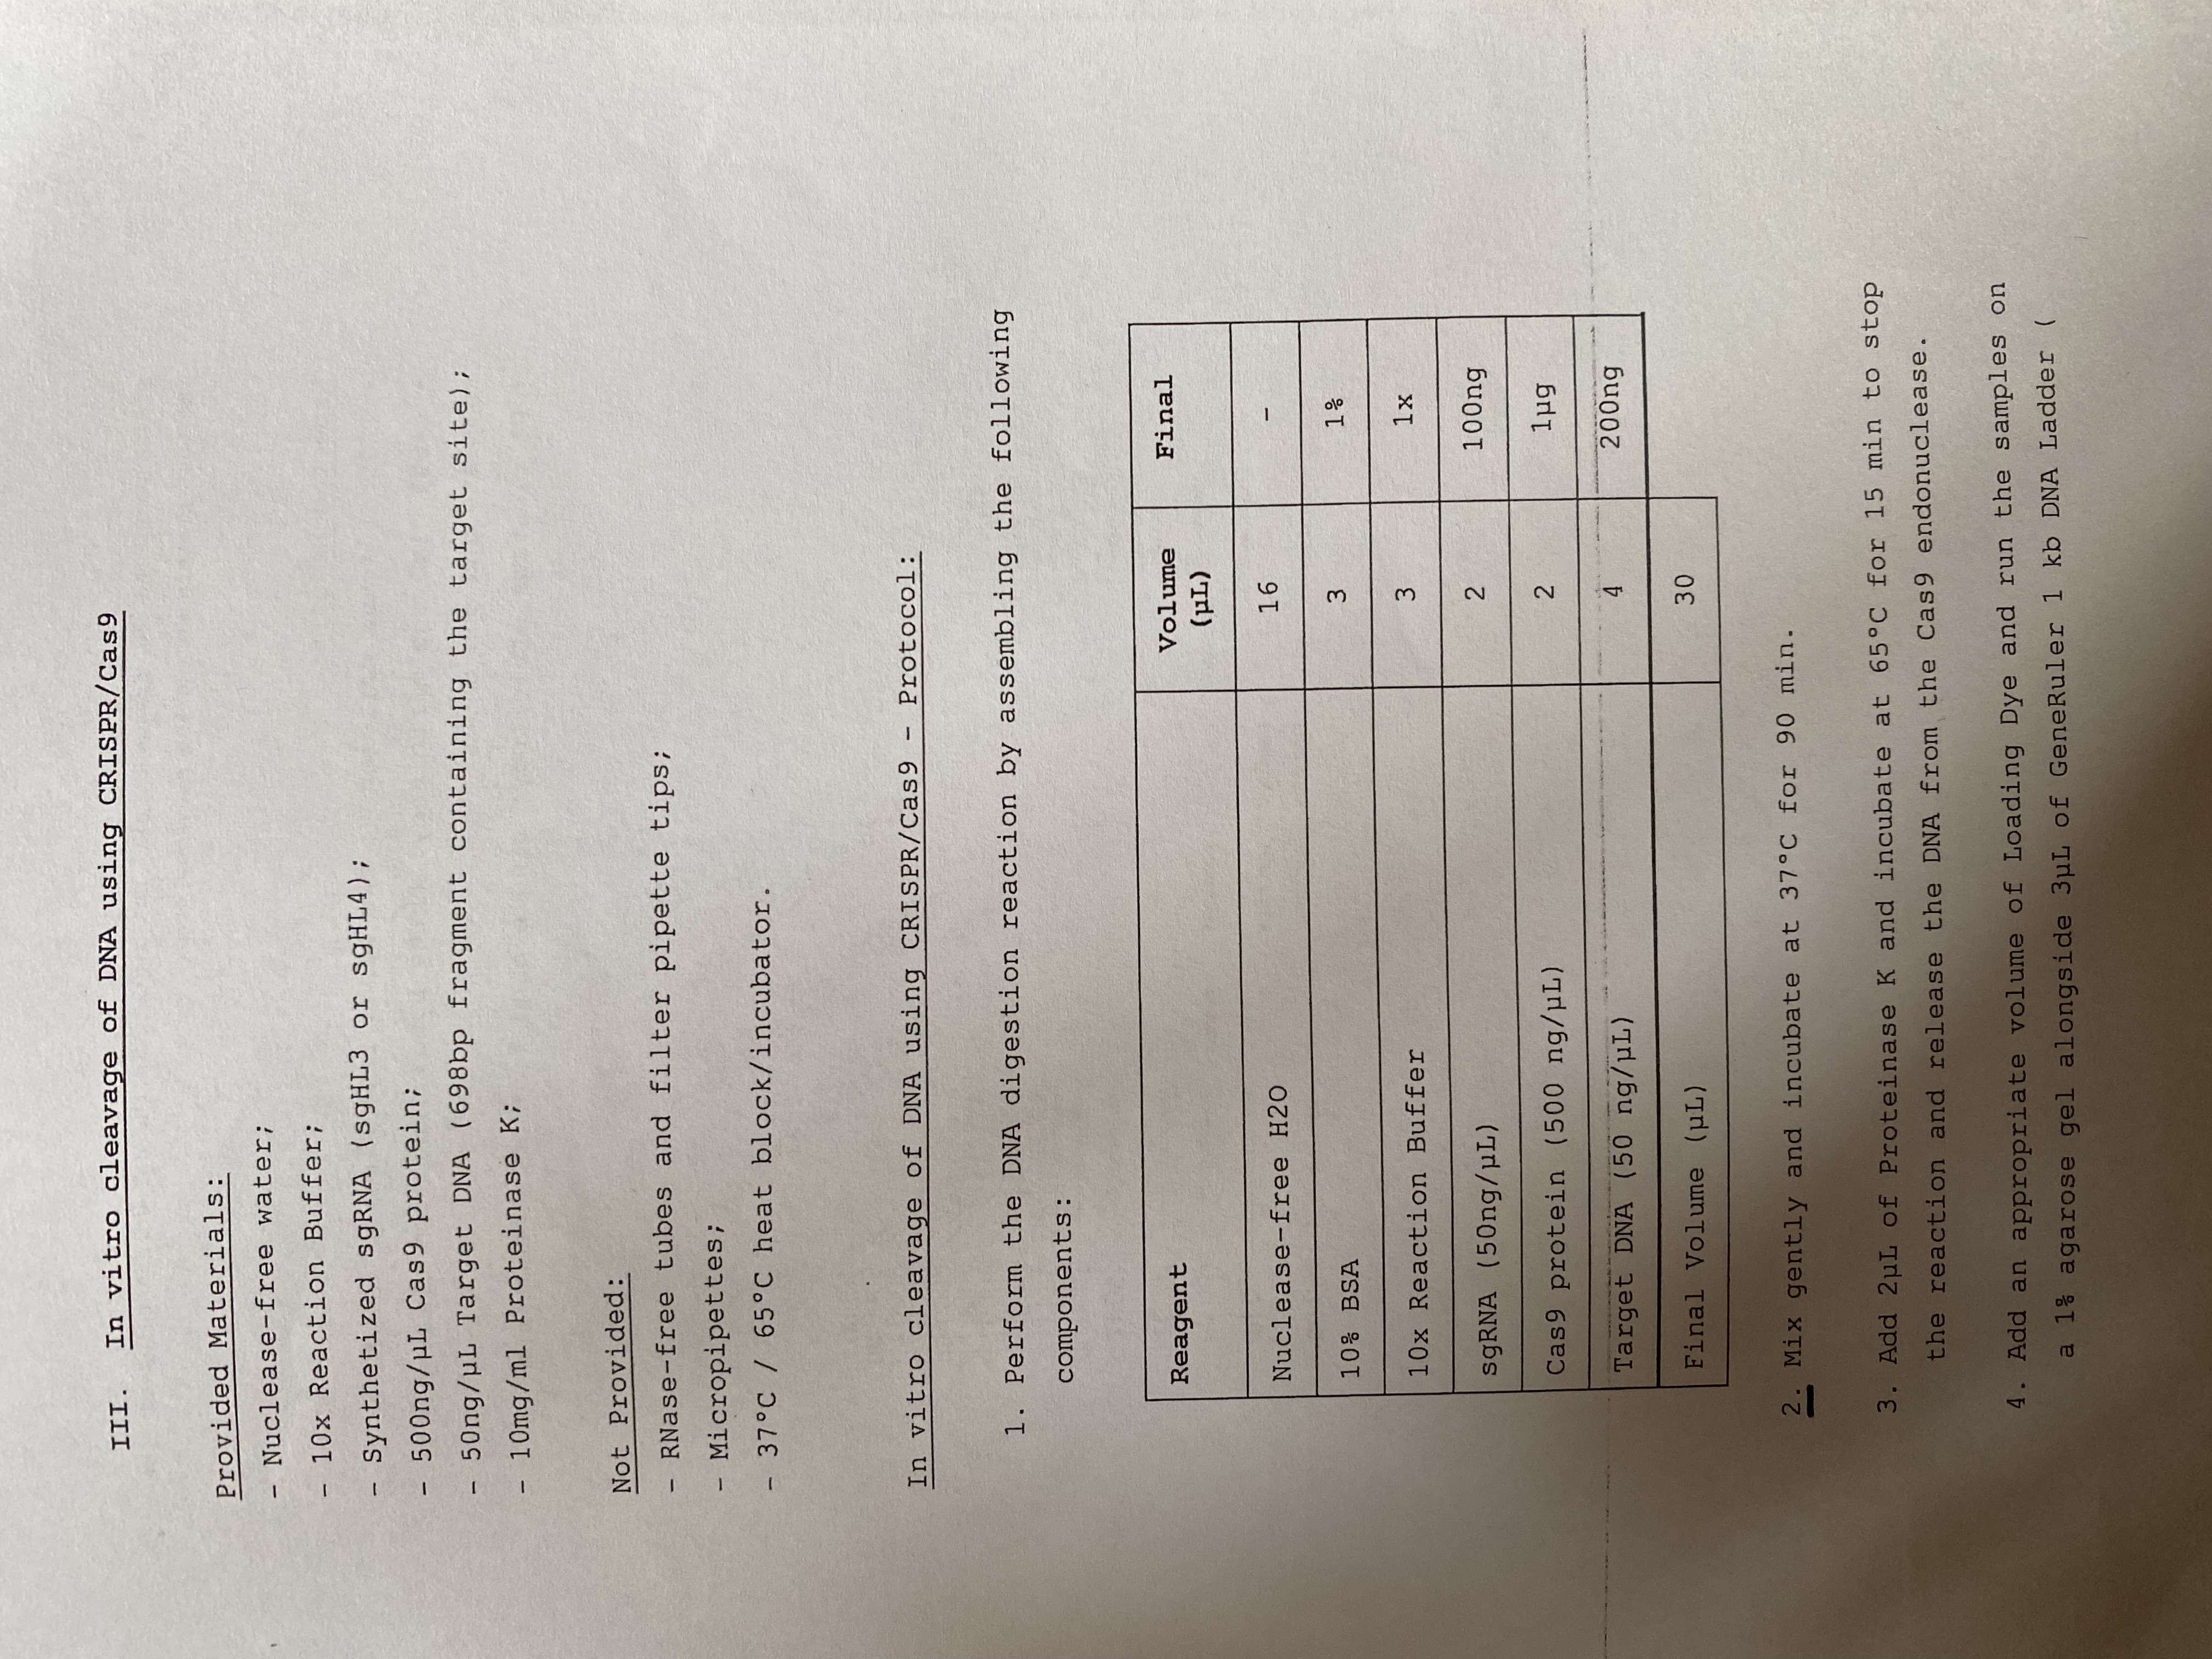 III. In vitro cleavage of DNA using CRISPR/Cas9
Provided Materials:
- Nuclease-free water;
- 10x Reaction Buffer;
- Synthetized sgRNA (sgHL3 or sgHL4);
- 500ng/µL Cas9 protein;
- 50ng/µL Target DNA (698bp fragment containing the target site);
- 10mg/ml Proteinase K;
Not Provided:
- RNase-free tubes and filter pipette tips;
- Micropipettes;
- 37°C / 65°C heat block/incubator.
In vitro cleavage of DNA using CRISPR/Cas9 - Protocol:
1. Perform the DNA digestion reaction by assembling the following
components:
Reagent Volume (µL) Final
Nuclease-free H2O 16 -
10% BSA 3 1%
10x Reaction Buffer 3 1x
sgRNA (50ng/µL) 2 100ng
Cas9 protein (500 ng/µL) 2 1µg
Target DNA (50 ng/µL) 4 200ng
Final Volume (µL) 30
2. Mix gently and incubate at 37°C for 90 min.
3. Add 2µL of Proteinase K and incubate at 65°C for 15 min to stop
the reaction and release the DNA from the Cas9 endonuclease.
4. Add an appropriate volume of Loading Dye and run the samples on
a 1% agarose gel alongside 3µL of GeneRuler 1 kb DNA Ladder (